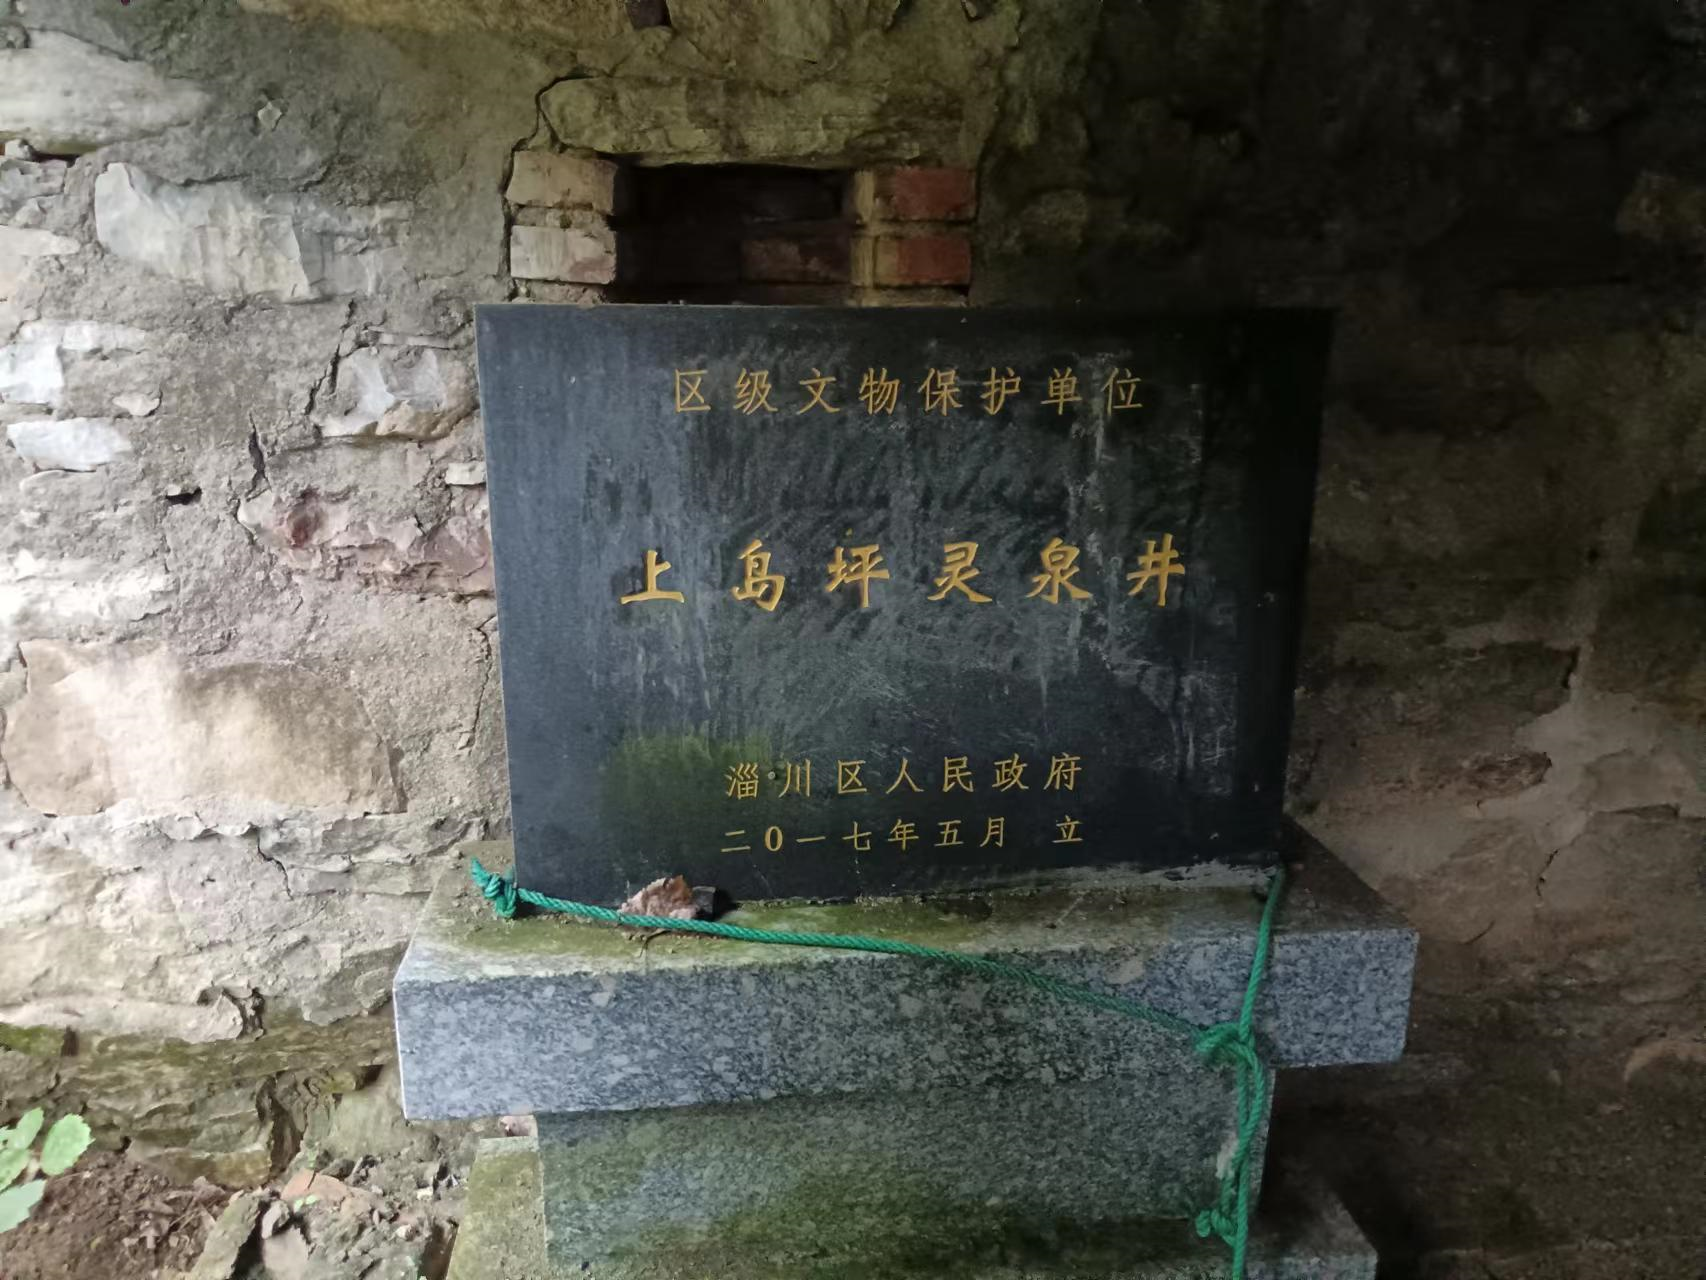 区级文物保护单位
上岛坪灵泉井
淄川区人民政府
二0一七年五月 立